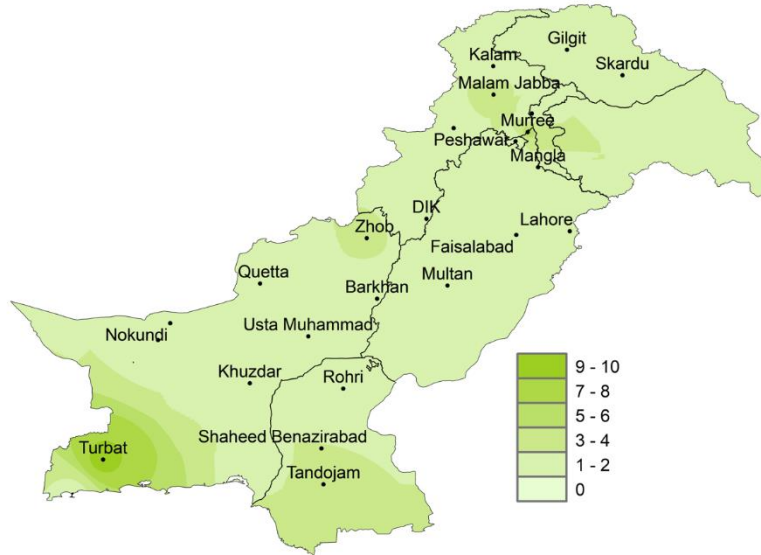 Gilgit
Kalam
Skardu
Malam Jabba
Murree
Peshawar
Mangla
DIK
Lahore
Zhob
Faisalabad
Quetta
Multan
Barkhan
Nokundi
Usta Muhammad
9 - 10
7 - 8
5 - 6
3 - 4
1 - 2
0
Khuzdar
Rohri
Shaheed Benazirabad
Turbat
Tandojam